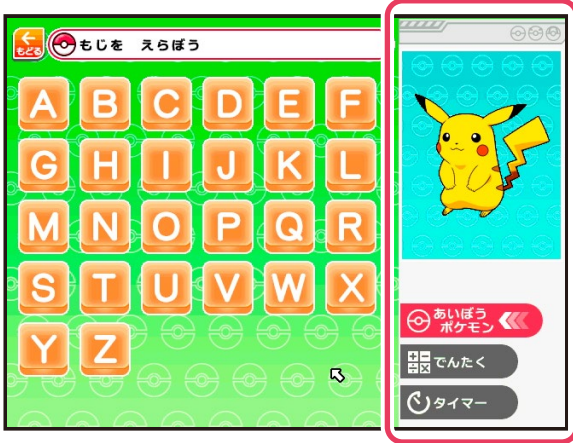 もどる
もじを えらぼう
A B C D E F
G H I J K L
M N O P Q R
S T U V W X
Y Z
あいぼう
ポケモン
でんたく
タイマー